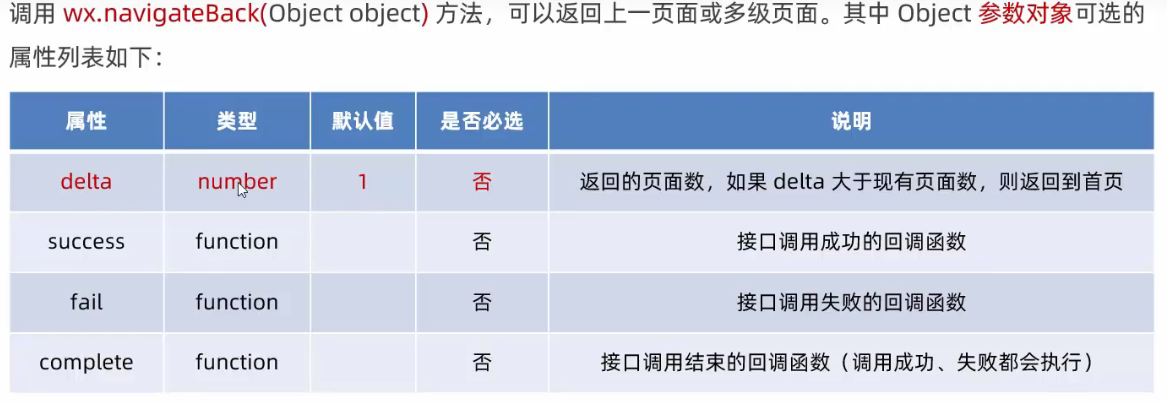 调用 wx.navigateBack(Object object) 方法，可以返回上一页面或多级页面。其中 Object 参数对象可选的
属性列表如下：
属性 类型 默认值 是否必选 说明
delta number 1 否 返回的页面数，如果 delta 大于现有页面数，则返回到首页
success function 否 接口调用成功的回调函数
fail function 否 接口调用失败的回调函数
complete function 否 接口调用结束的回调函数（调用成功、失败都会执行）